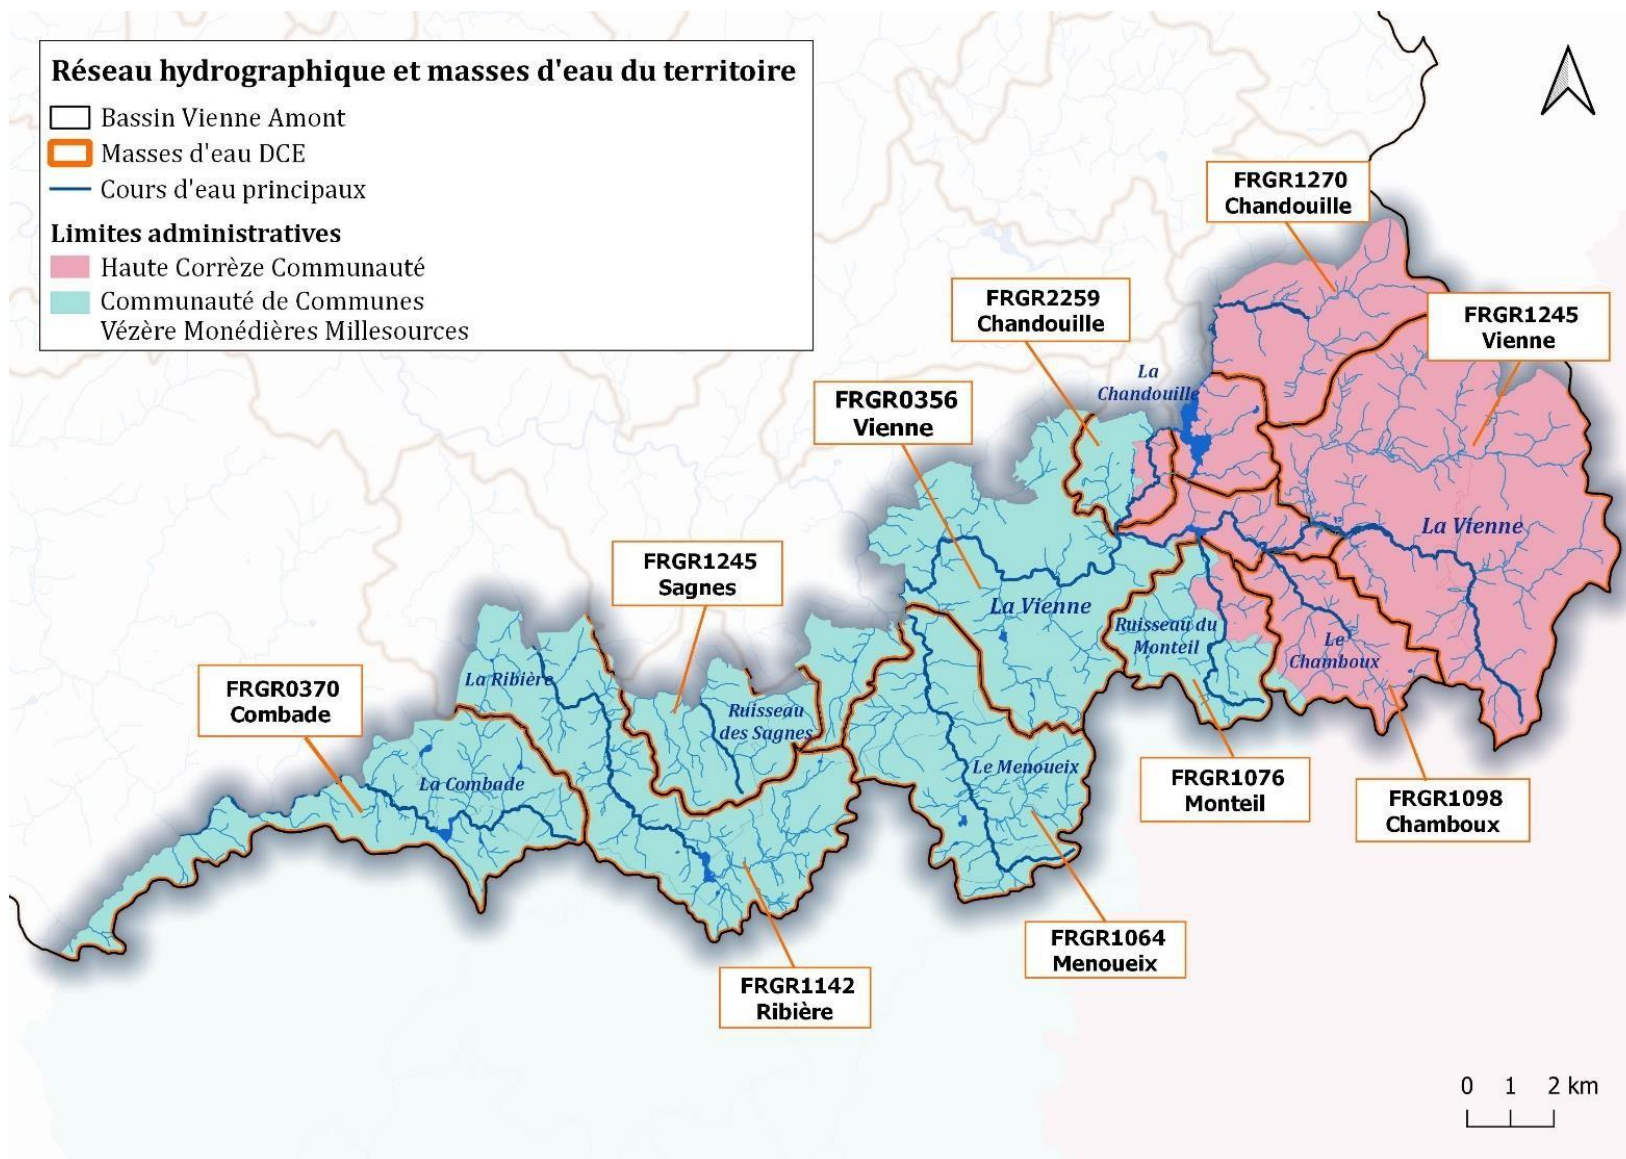 Réseau hydrographique et masses d'eau du territoire
Bassin Vienne Amont
Masses d'eau DCE
Cours d'eau principaux
Limites administratives
Haute Corrèze Communauté
Communauté de Communes
Vézère Monédières Millesources
FRGR1270
Chandouille
FRGR2259
Chandouille
FRGR1245
Vienne
La
Chandouille
FRGR0356
Vienne
La Vienne
FRGR1245
Sagnes
La Vienne
Ruisseau du
Monteil
Le
Chamboux
FRGR0370
Combade
La Ribière
Ruisseau
des Sagnes
La Combade
Le Menoueix
FRGR1076
Monteil
FRGR1098
Chamboux
FRGR1064
Menoueix
FRGR1142
Ribière
0 1 2 km